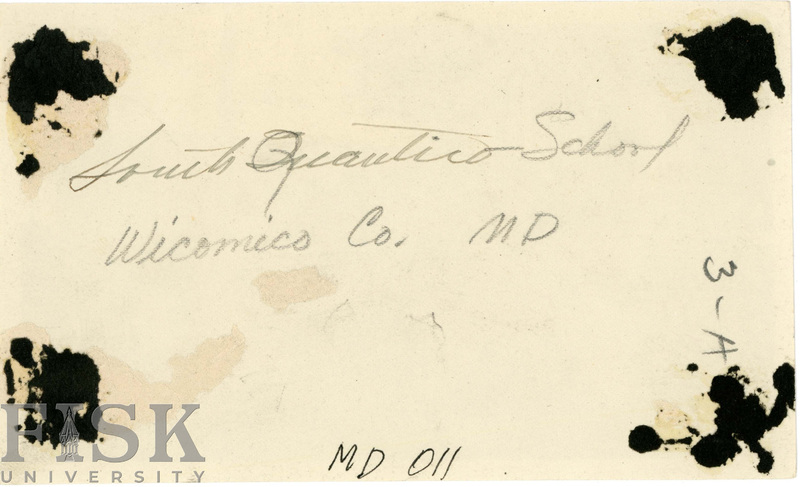 South Quantico School
Wicomico Co. MD
3-A
MD 011
FISK
UNIVERSITY